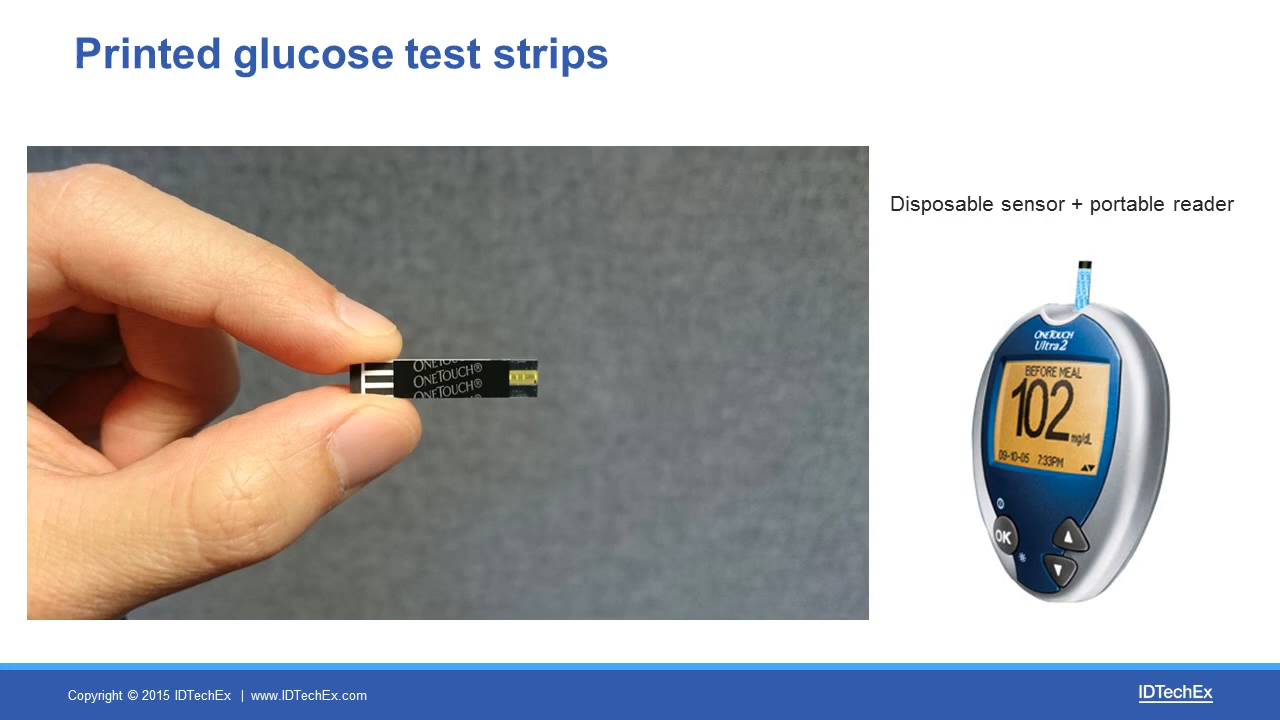 Printed glucose test strips
Disposable sensor + portable reader
ONETOUCH
ONETOUCH®
ONETOUCH®
ONETOUCH
Ultra2
BEFORE MEAL
102 mg/dL
09-10-05 7:33PM
OK
Copyright © 2015 IDTechEx | www.IDTechEx.com
IDTechEx